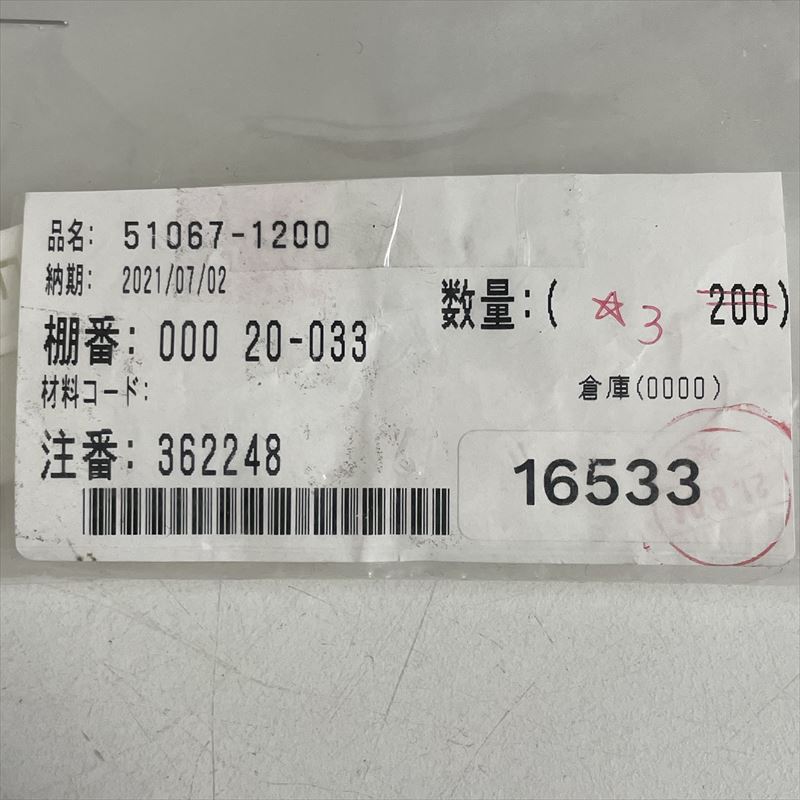 品名: 51067-1200
納期: 2021/07/02
数量:( ☆3 200)
棚番: 000 20-033
材料コード:
倉庫(0000)
注番: 362248
16533